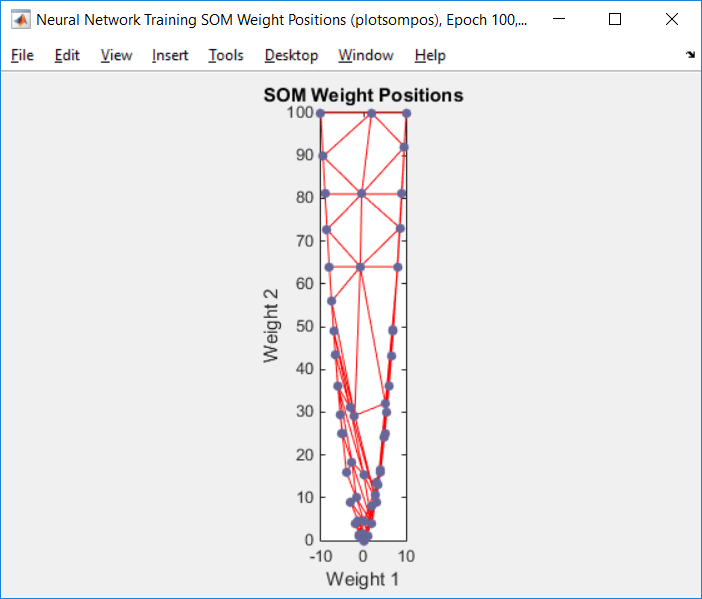 Neural Network Training SOM Weight Positions (plotsompos), Epoch 100,...
File Edit View Insert Tools Desktop Window Help
SOM Weight Positions
100
90
80
70
60
50
40
30
20
10
0
Weight 2
-10 0 10
Weight 1